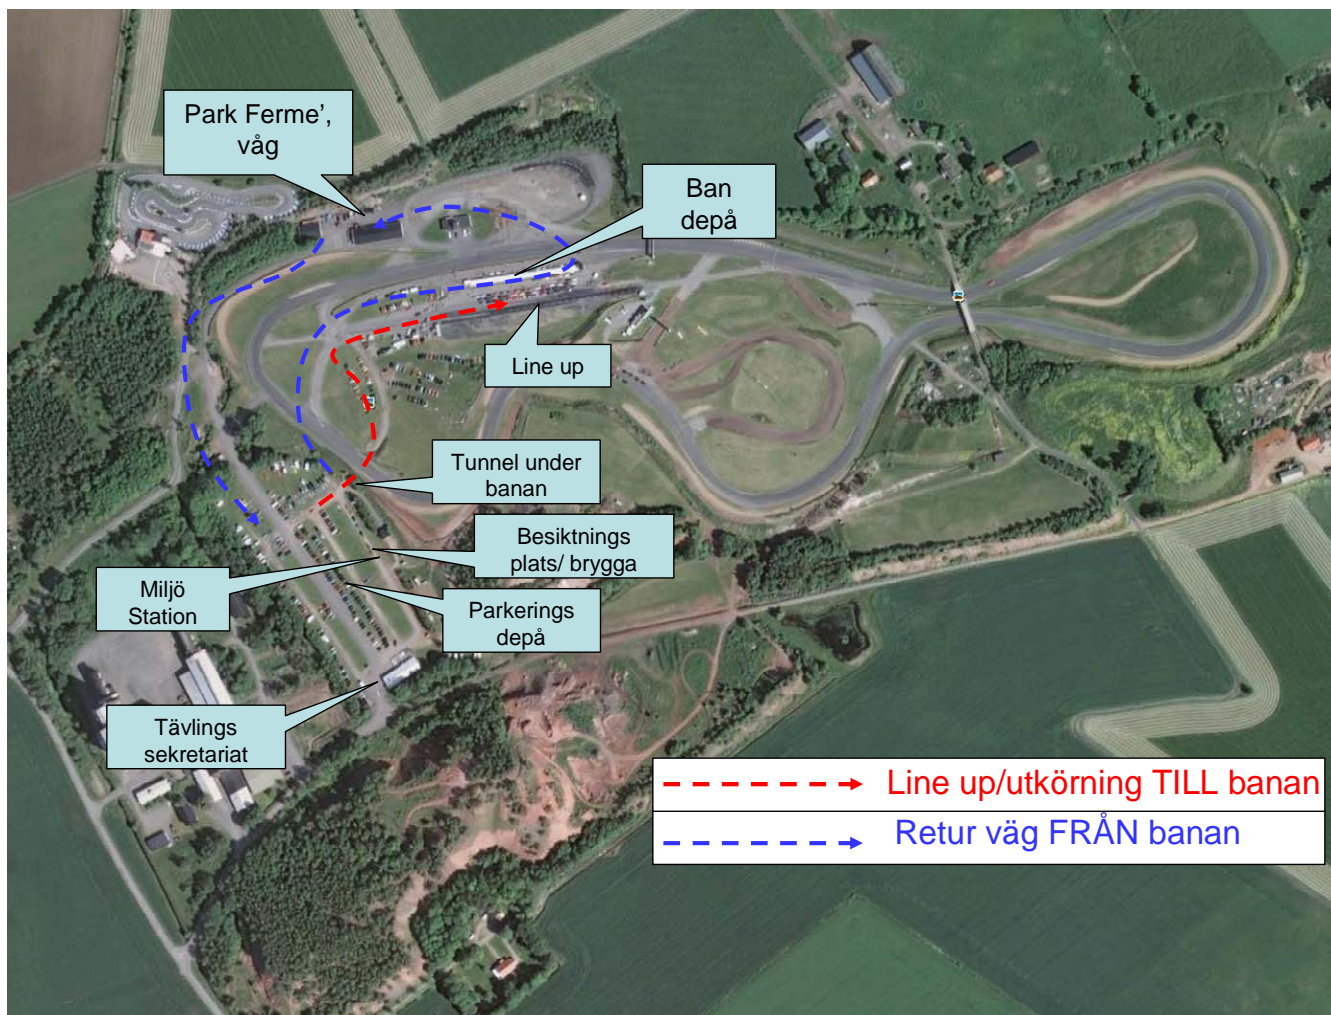 Park Ferme’,
våg
Ban
depå
Line up
Tunnel under
banan
Besiktnings
plats/ brygga
Miljö
Station
Parkerings
depå
Tävlings
sekretariat
Line up/utkörning TILL banan
Retur väg FRÅN banan